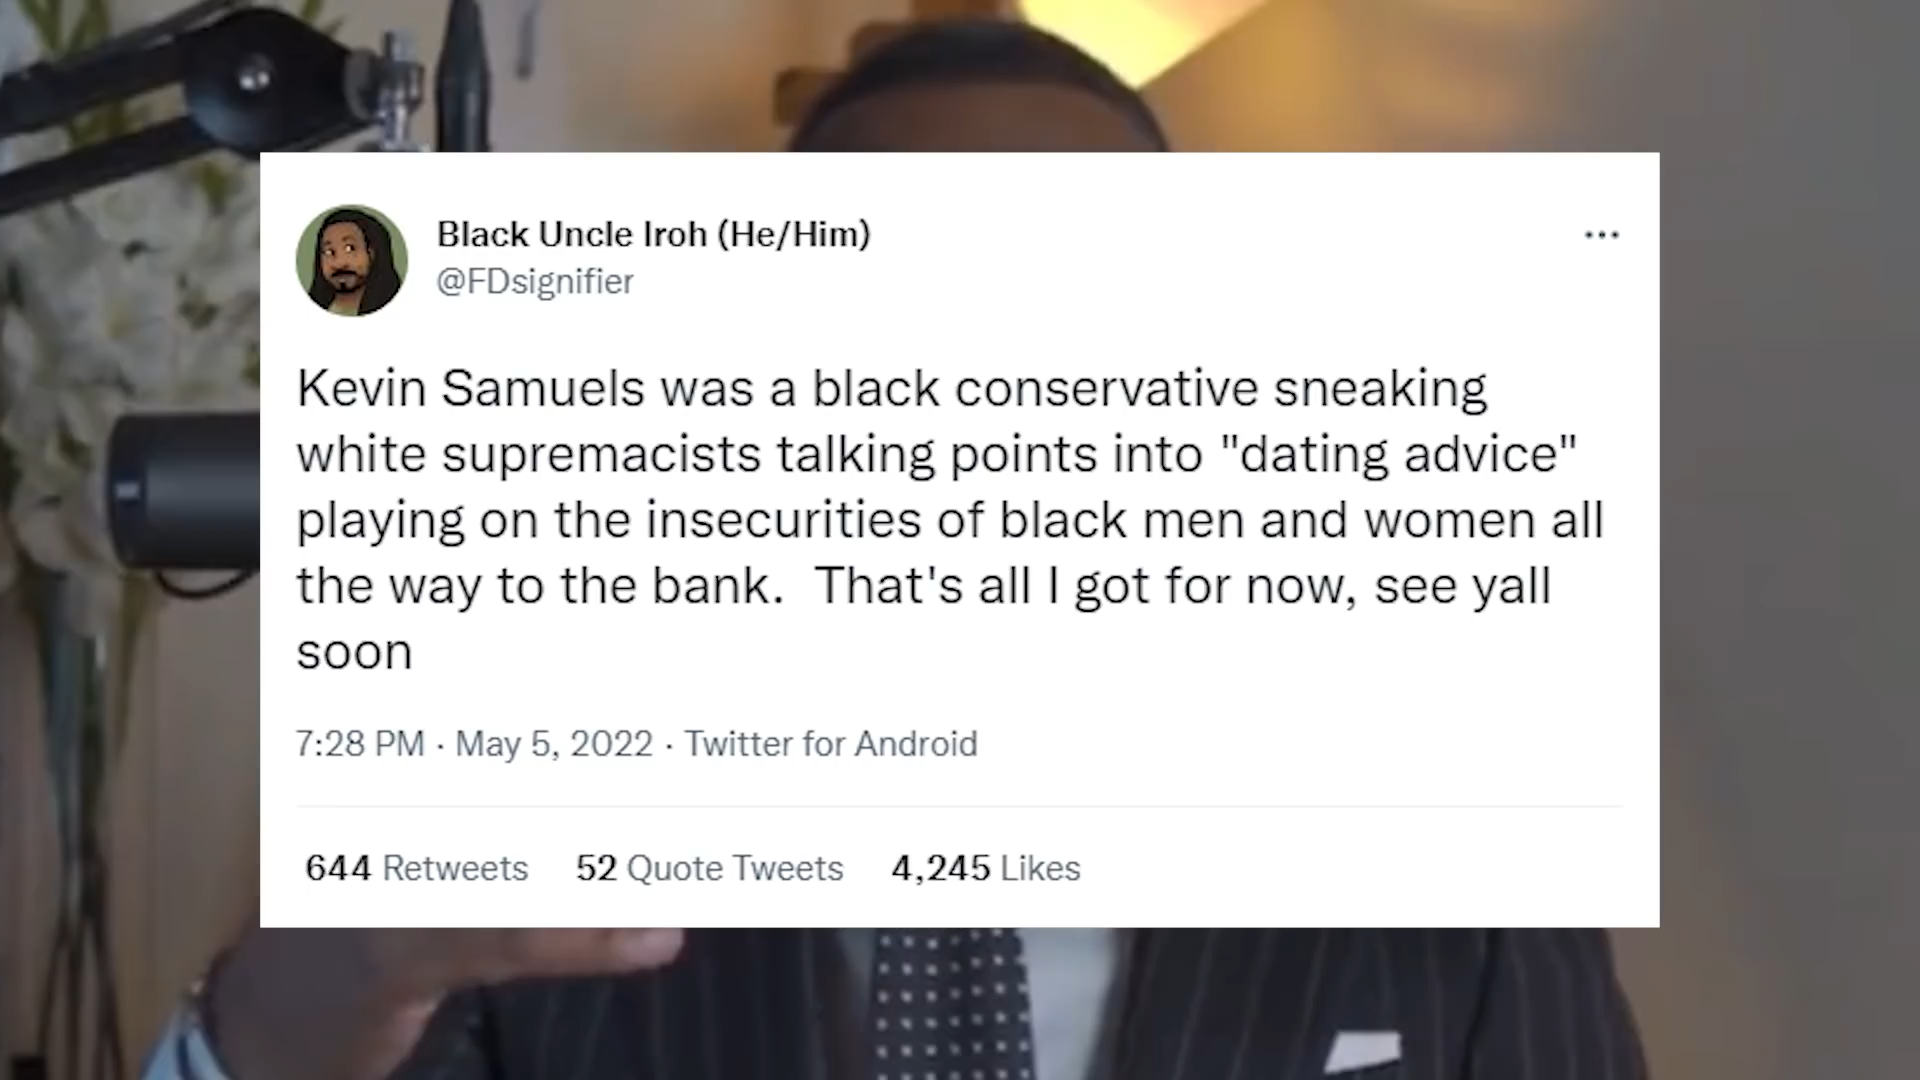 Black Uncle Iroh (He/Him)
@FDsignifier
Kevin Samuels was a black conservative sneaking
white supremacists talking points into "dating advice"
playing on the insecurities of black men and women all
the way to the bank.  That's all I got for now, see yall
soon
7:28 PM · May 5, 2022 · Twitter for Android
644 Retweets 52 Quote Tweets 4,245 Likes